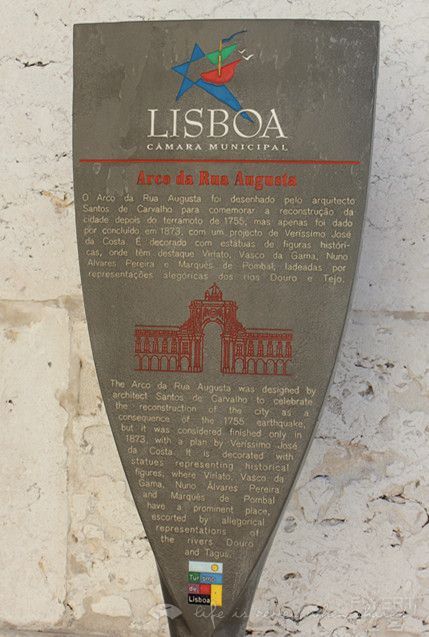 LISBOA
CÂMARA MUNICIPAL
Arco da Rua Augusta
O Arco da Rua Augusta foi desenhado pelo arquitecto
Santos de Carvalho para comemorar a reconstrução da
cidade depois do terramoto de 1755, mas apenas foi dado
por concluído em 1873, com um projecto de Veríssimo José
da Costa. É decorado com estátuas de figuras históri-
cas, onde têm destaque Viriato, Vasco da Gama, Nuno
Álvares Pereira e Marquês de Pombal, ladeadas por
representações alegóricas dos rios Douro e Tejo.
The Arco da Rua Augusta was designed by
architect Santos de Carvalho to celebrate
the reconstruction of the city as a
consequence of the 1755 earthquake,
but it was considered finished only in
1873, with a plan by Veríssimo José
da Costa. It is decorated with
statues representing historical
figures, where Viriato, Vasco da
Gama, Nuno Álvares Pereira
and Marquês de Pombal
have a prominent place,
escorted by allegorical
representations of
the rivers Douro
and Tagus.
Turismo
de
Lisboa
life is